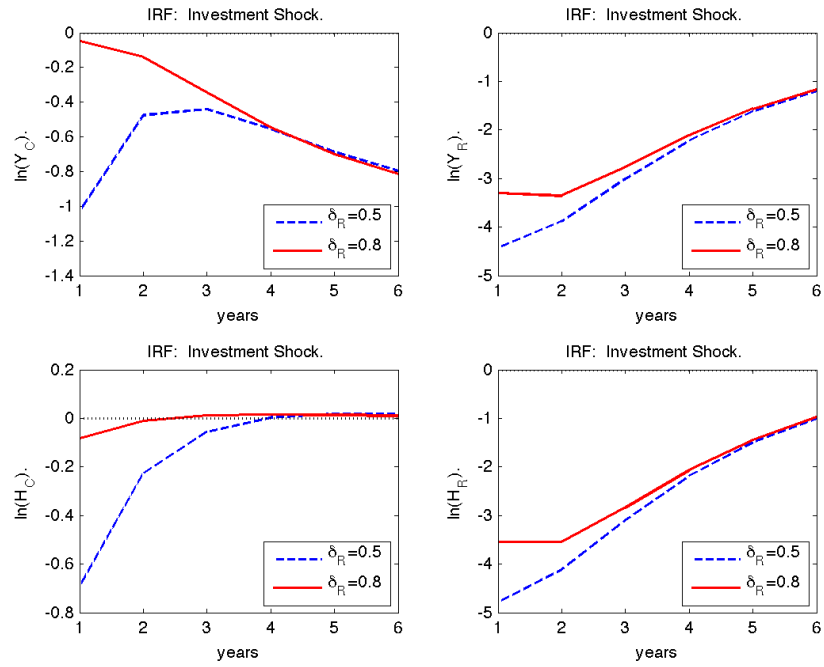 IRF: Investment Shock.
0
-0.2
-0.4
-0.6
-0.8
-1
-1.2
-1.4
ln(Y_C).
δ_R=0.5
δ_R=0.8
1 2 3 4 5 6
years
IRF: Investment Shock.
0
-1
-2
-3
-4
-5
ln(Y_R).
δ_R=0.5
δ_R=0.8
1 2 3 4 5 6
years
IRF: Investment Shock.
0.2
0
-0.2
-0.4
-0.6
-0.8
ln(H_C).
δ_R=0.5
δ_R=0.8
1 2 3 4 5 6
years
IRF: Investment Shock.
0
-1
-2
-3
-4
-5
ln(H_R).
δ_R=0.5
δ_R=0.8
1 2 3 4 5 6
years